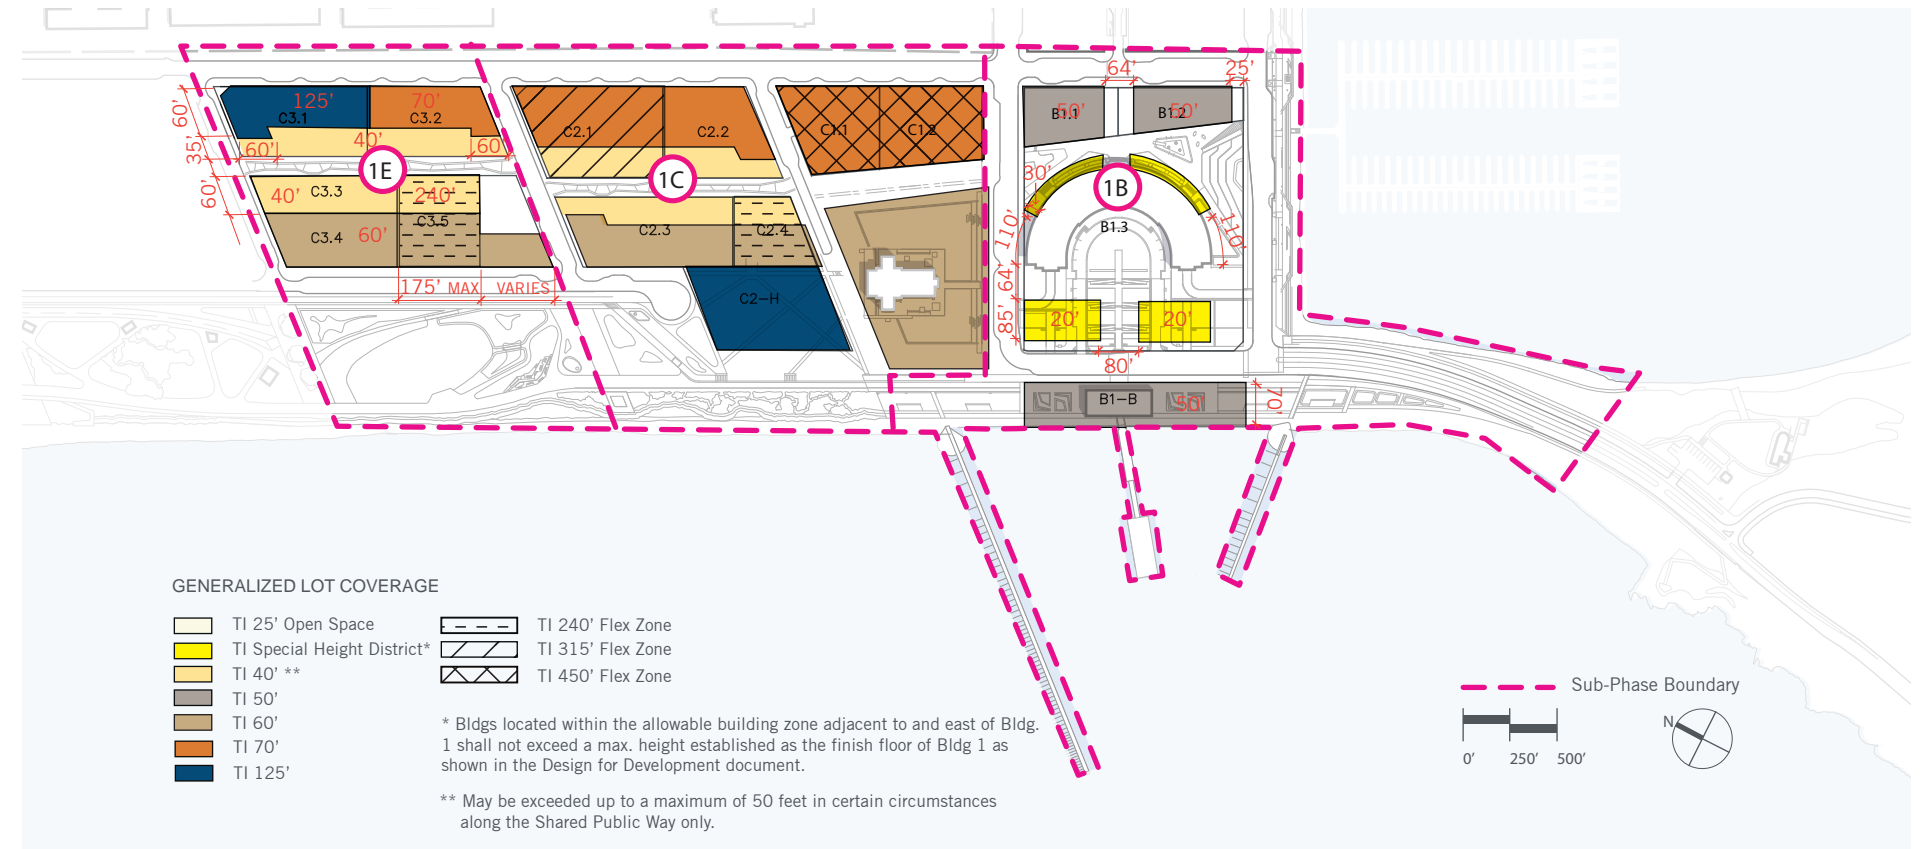 64'
25'
125'
70'
50'
50'
C3.1
C3.2
B1.1
B1.2
60'
C2.1
C2.2
C1.1
C1.2
40'
35'
60'
60'
1E
1C
1B
30'
60'
40'
C3.3
240'
C3.5
C3.4
60'
C2.3
C2.4
B1.3
110'
110'
175' MAX
VARIES
C2-H
64'
85'
20'
20'
80'
B1-B
50'
70'
GENERALIZED LOT COVERAGE
TI 25' Open Space
TI Special Height District*
TI 40' **
TI 50'
TI 60'
TI 70'
TI 125'
TI 240' Flex Zone
TI 315' Flex Zone
TI 450' Flex Zone
* Bldgs located within the allowable building zone adjacent to and east of Bldg.
1 shall not exceed a max. height established as the finish floor of Bldg 1 as
shown in the Design for Development document.
** May be exceeded up to a maximum of 50 feet in certain circumstances
along the Shared Public Way only.
Sub-Phase Boundary
N
0' 250' 500'